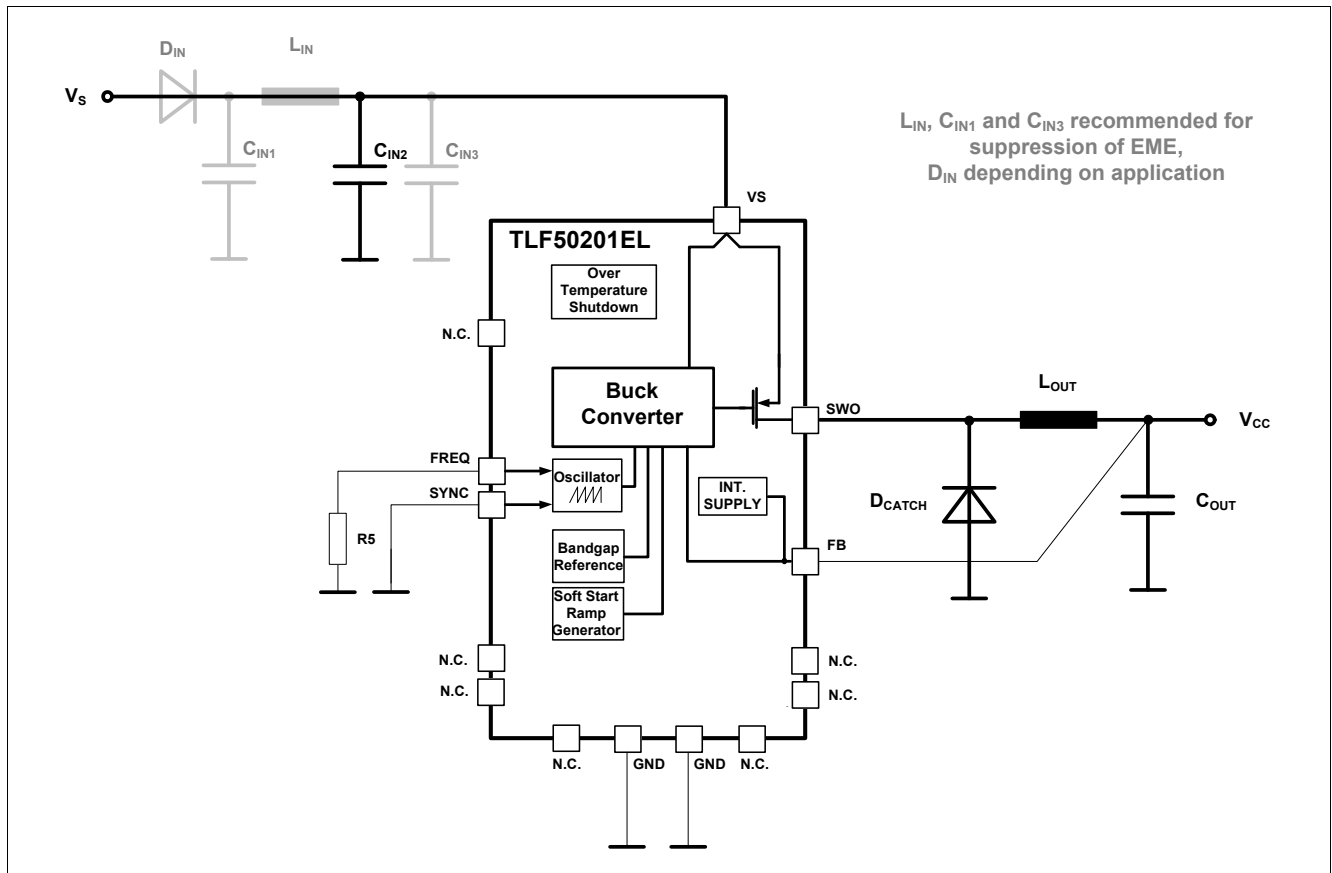 D_IN
L_IN
V_S
C_IN1
C_IN2
C_IN3
L_IN, C_IN1 and C_IN3 recommended for
suppression of EME,
D_IN depending on application
VS
TLF50201EL
Over
Temperature
Shutdown
N.C.
Buck
Converter
SWO
L_OUT
V_CC
FREQ
SYNC
Oscillator
INT.
SUPPLY
D_CATCH
C_OUT
R5
FB
Bandgap
Reference
Soft Start
Ramp
Generator
N.C.
N.C.
N.C.
N.C.
N.C.
GND
GND
N.C.